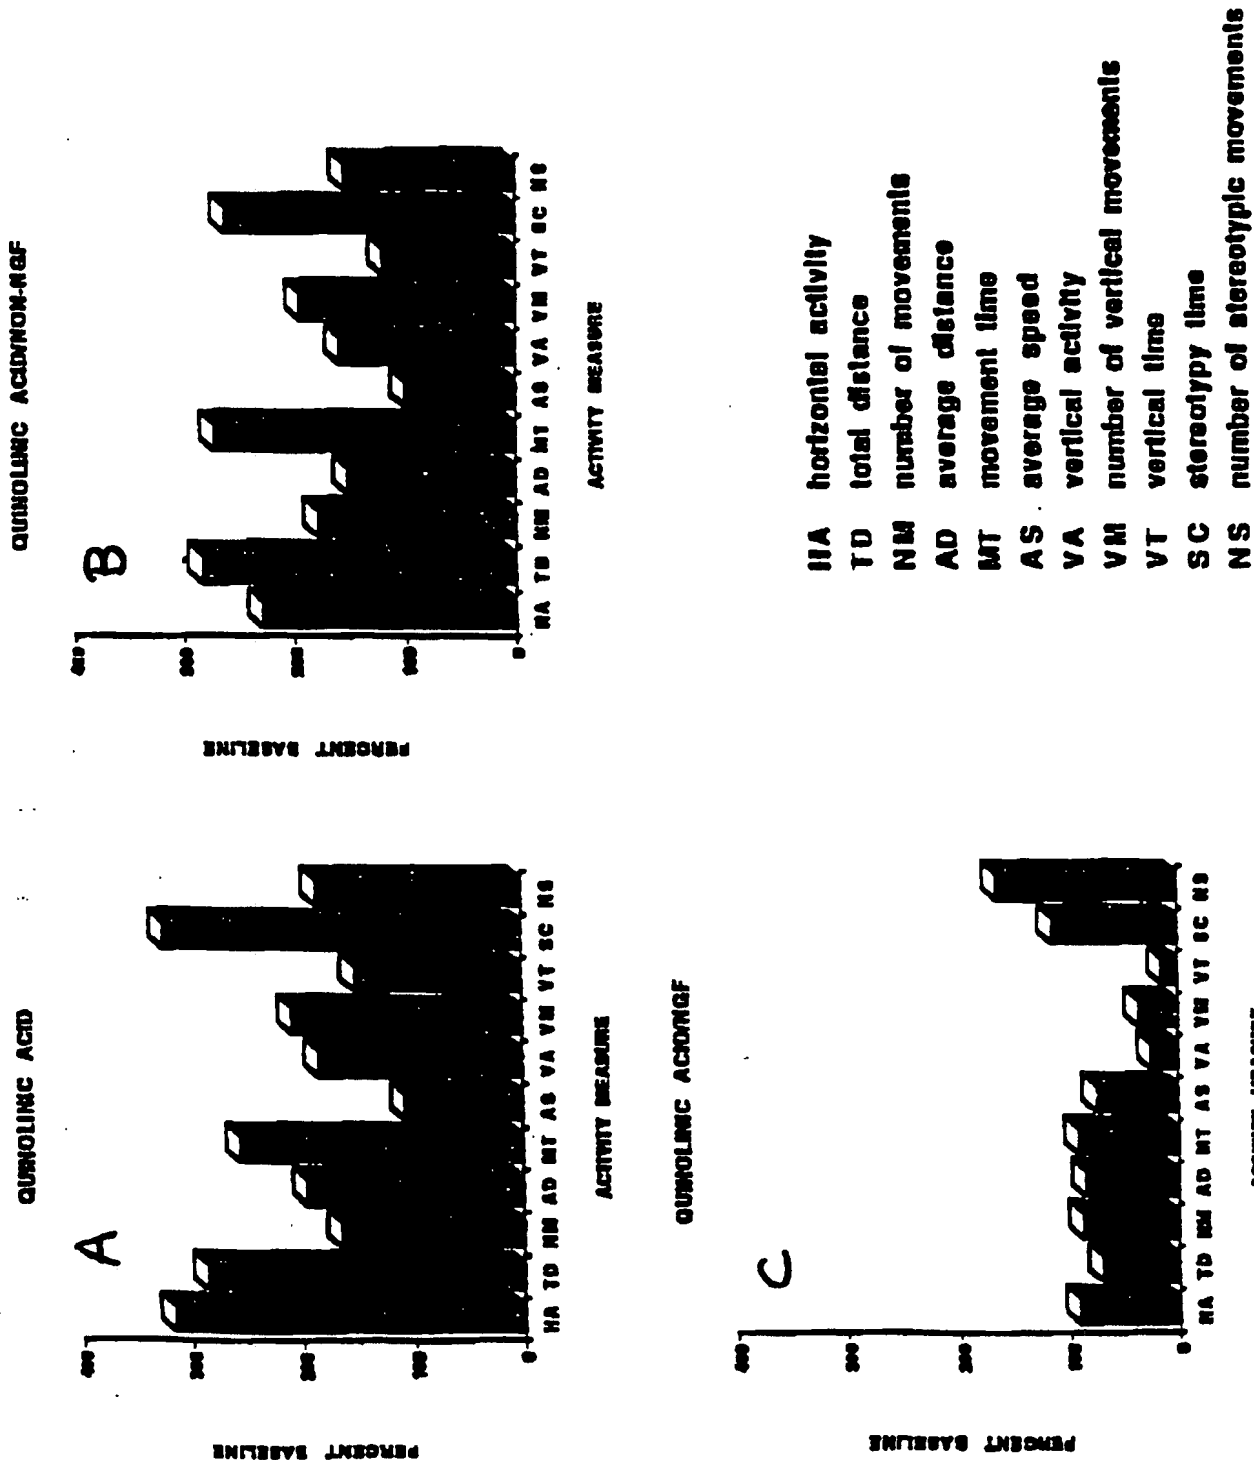 QUINOLINIC ACID
A
PERCENT BASELINE
400
300
200
100
0
HA TD NM AD MT AS VA VM VT SC NS
ACTIVITY MEASURE
QUINOLINIC ACID/NON-NGF
B
PERCENT BASELINE
400
300
200
100
0
HA TD NM AD MT AS VA VM VT SC NS
ACTIVITY MEASURE
QUINOLINIC ACID/NGF
C
PERCENT BASELINE
400
300
200
100
0
HA TD NM AD MT AS VA VM VT SC NS
ACTIVITY MEASURE
HA horizontal activity
TD total distance
NM number of movements
AD average distance
MT movement time
AS average speed
VA vertical activity
VM number of vertical movements
VT vertical time
SC stereotypy time
NS number of stereotypic movements